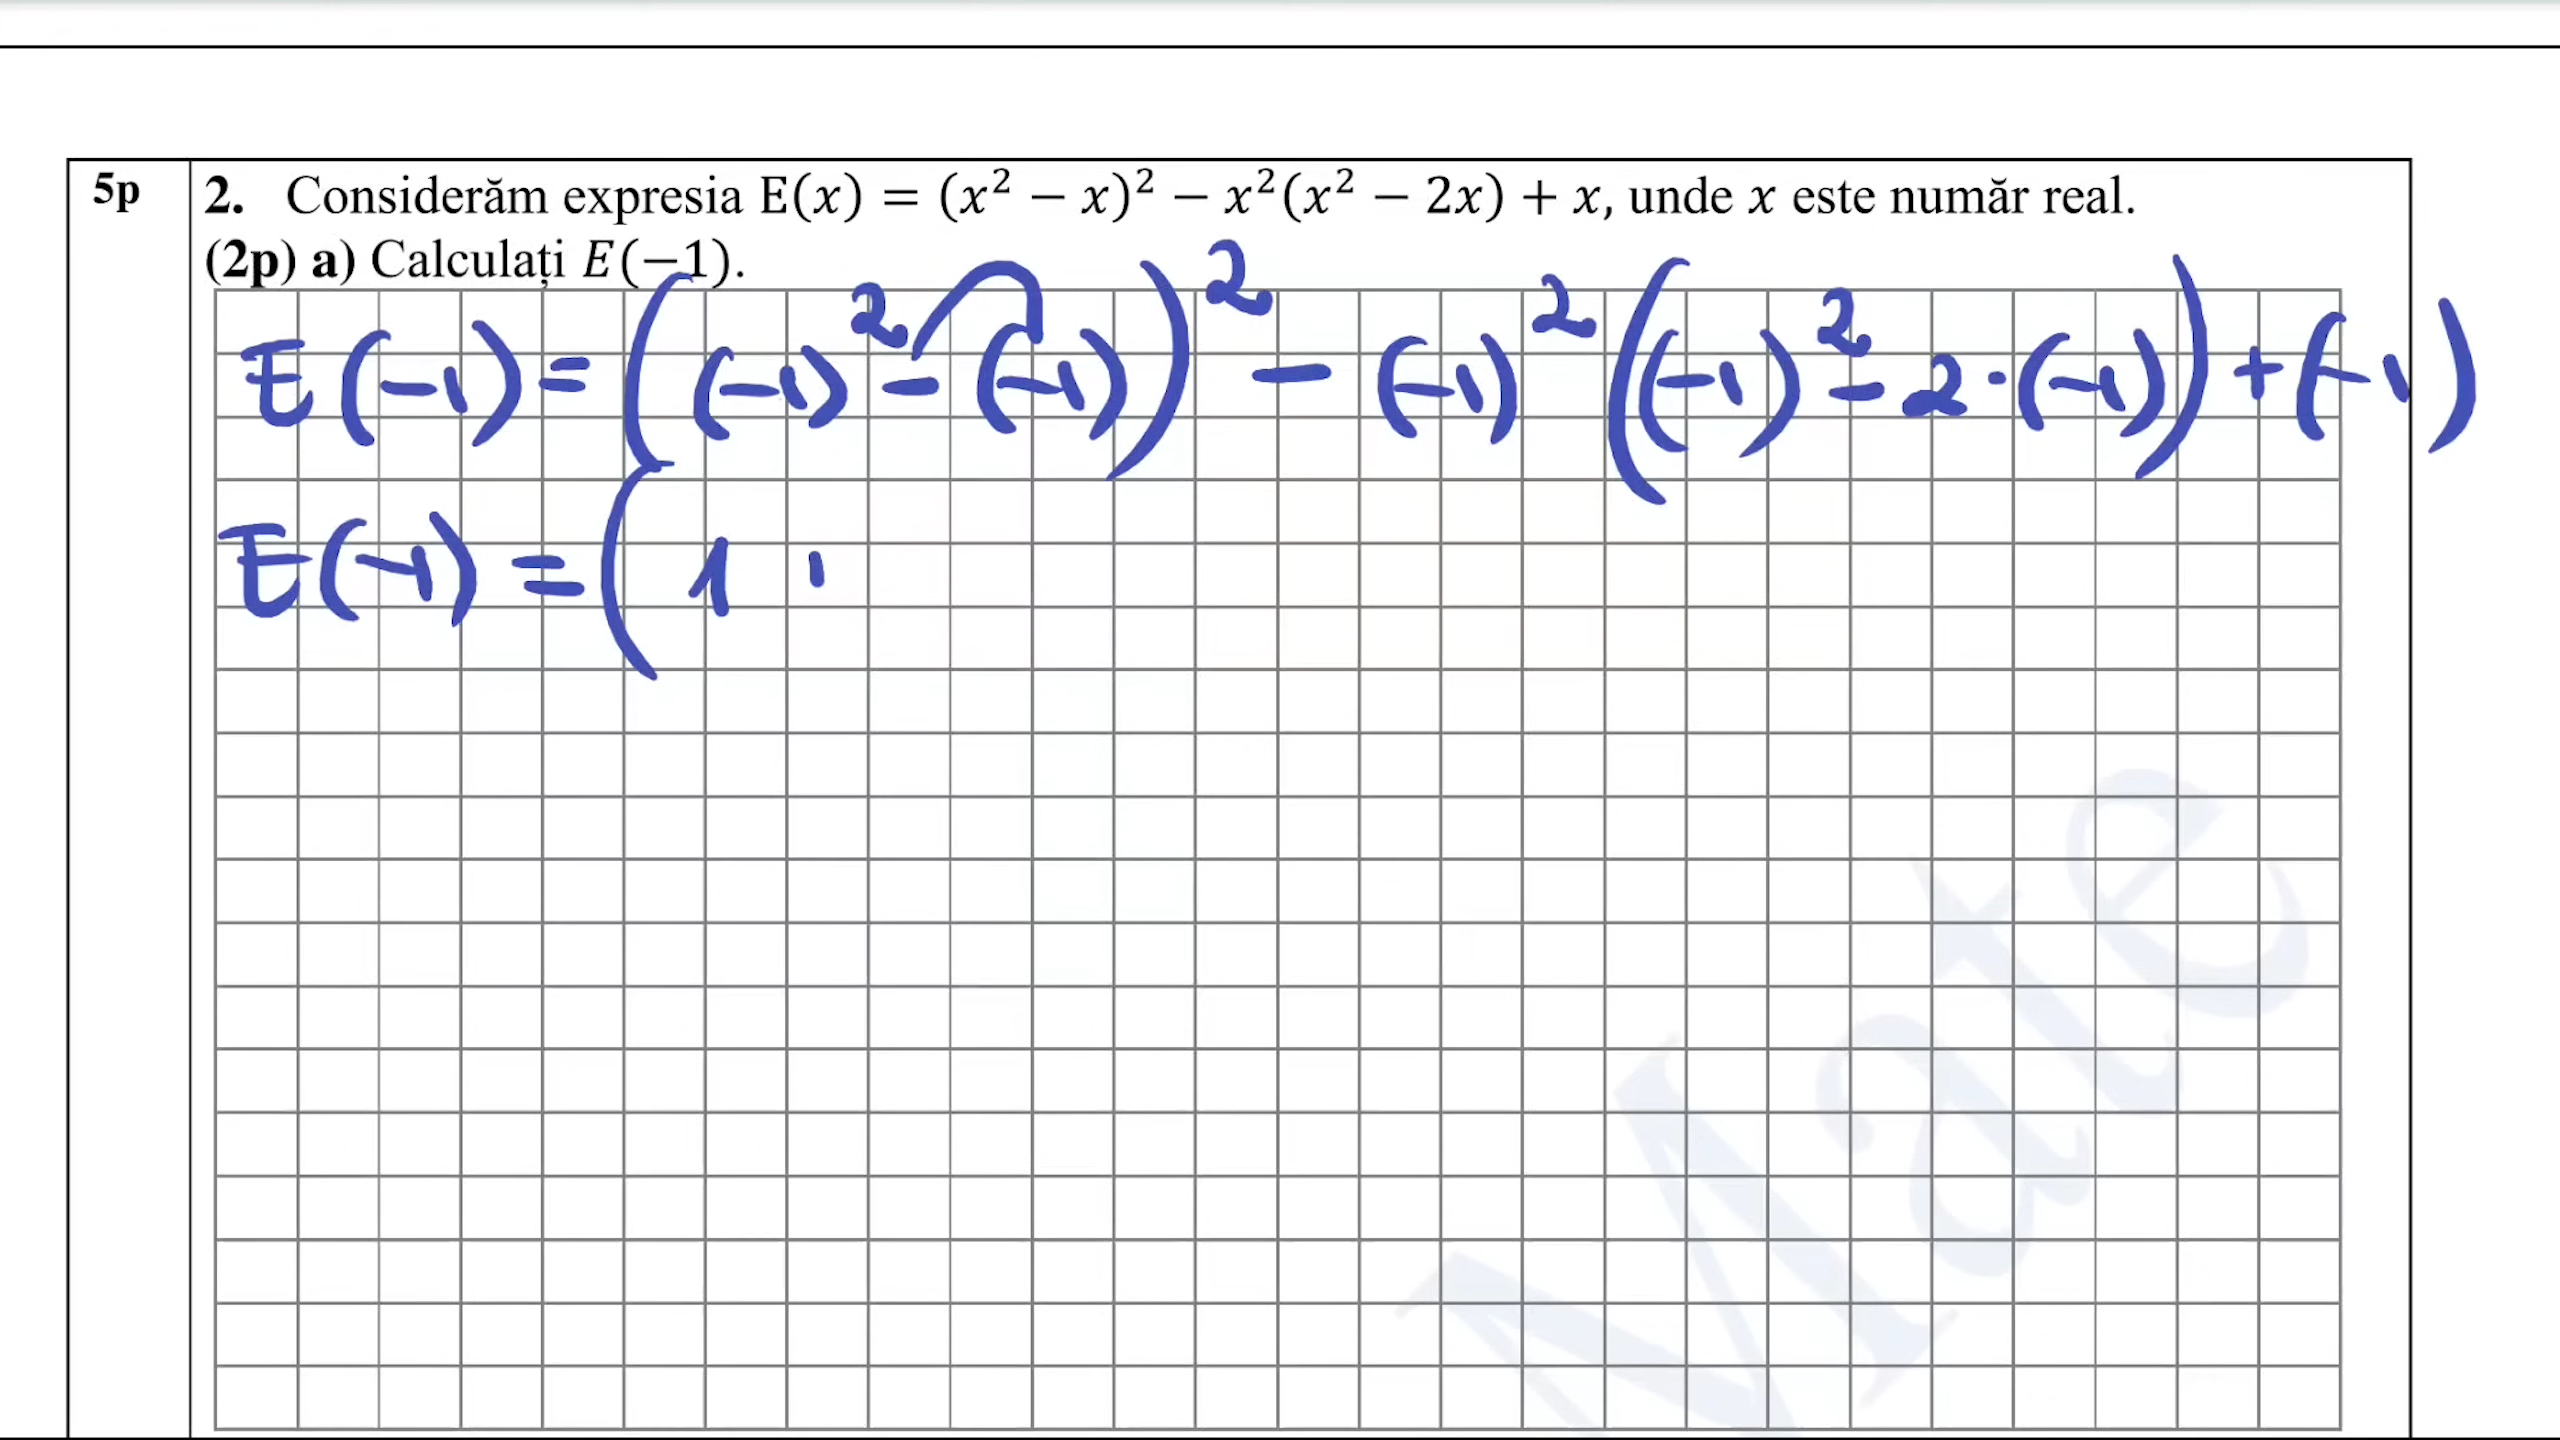 5p
2. Considerăm expresia E(x) = (x² − x)² − x²(x² − 2x) + x, unde x este număr real.
(2p) a) Calculați E(−1).
E(-1) = ((-1)² - (-1))² - (-1)² ((-1)² - 2·(-1)) + (-1)
E(-1) = (1
Mate